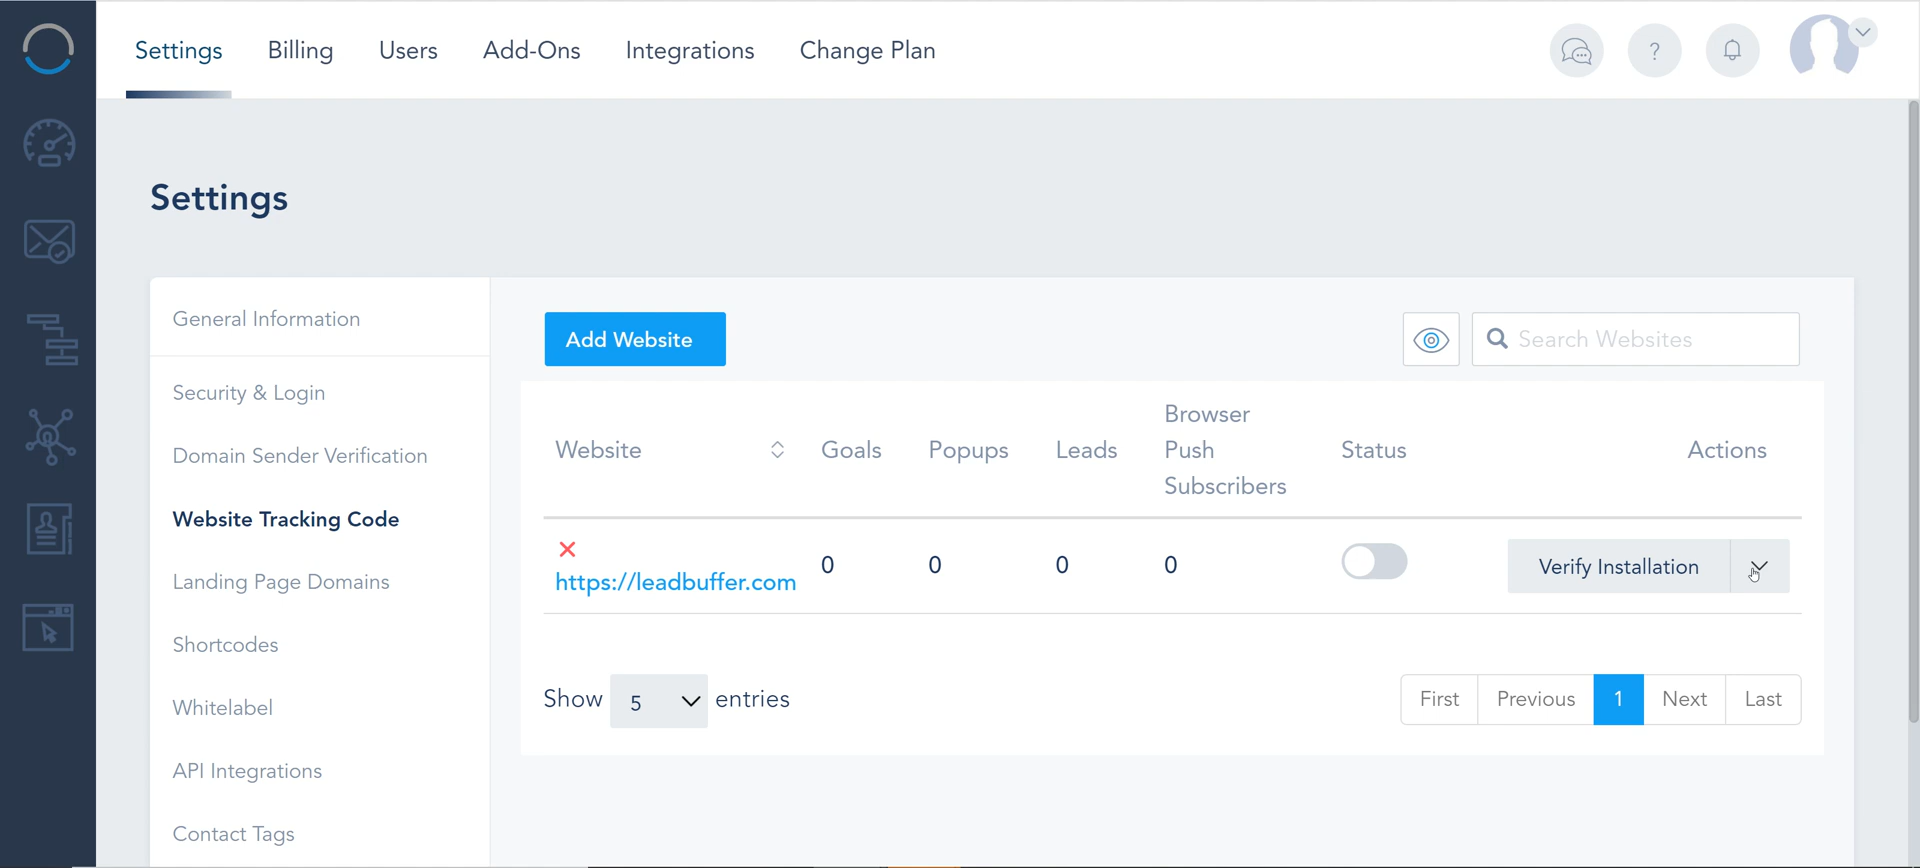 Settings
Billing
Users
Add-Ons
Integrations
Change Plan
?
Settings
General Information
Security & Login
Domain Sender Verification
Website Tracking Code
Landing Page Domains
Shortcodes
Whitelabel
API Integrations
Contact Tags
Add Website
Search Websites
Website
Goals
Popups
Leads
Browser
Push
Subscribers
Status
Actions
https://leadbuffer.com
0
0
0
0
Verify Installation
Show 5 entries
First
Previous
1
Next
Last